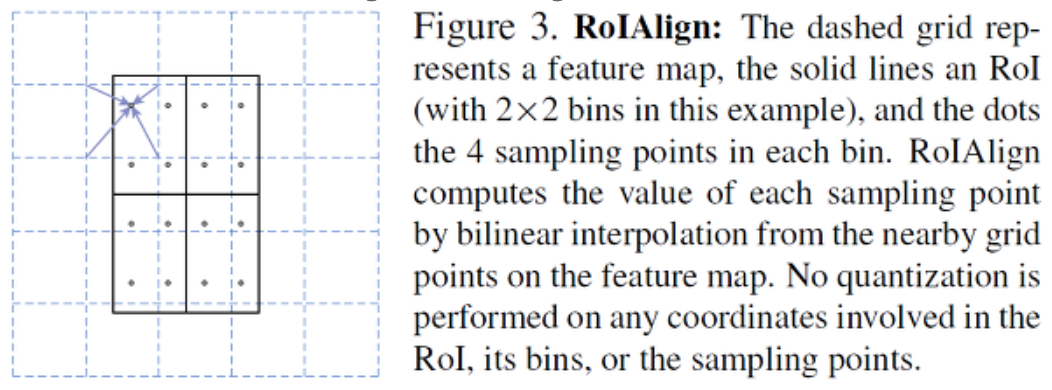 Figure 3. RoIAlign: The dashed grid rep-
resents a feature map, the solid lines an RoI
(with 2×2 bins in this example), and the dots
the 4 sampling points in each bin. RoIAlign
computes the value of each sampling point
by bilinear interpolation from the nearby grid
points on the feature map. No quantization is
performed on any coordinates involved in the
RoI, its bins, or the sampling points.